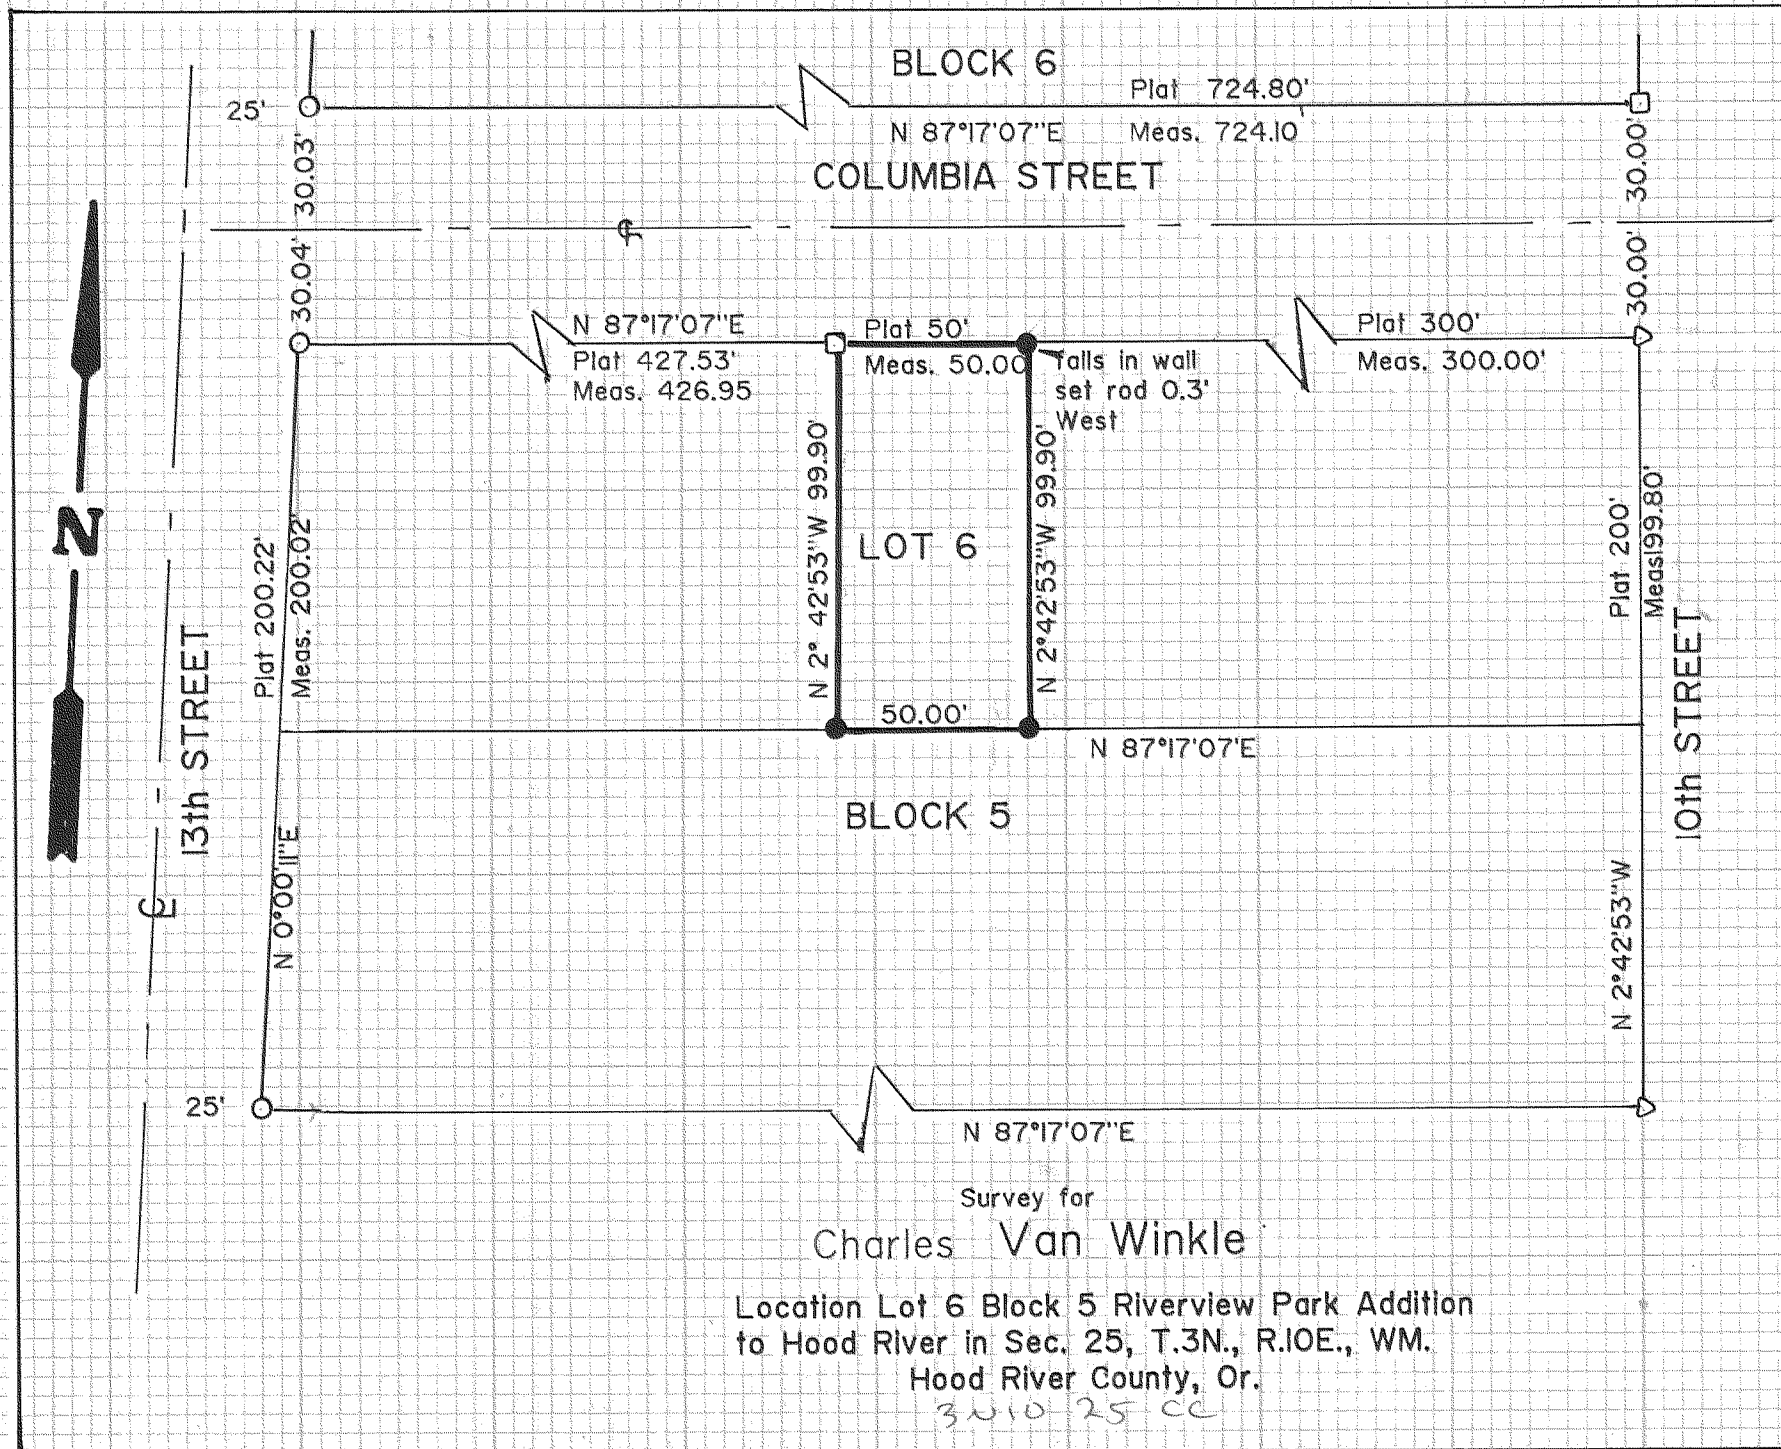 BLOCK 6
Plat 724.80'
25'
N 87°17'07"E Meas. 724.10'
COLUMBIA STREET
30.03'
30.00'
30.04'
30.00'
N 87°17'07"E
Plat 427.53'
Meas. 426.95
Plat 50'
Meas. 50.00
falls in wall
set rod 0.3'
West
Plat 300'
Meas. 300.00'
N 2° 42'53"W 99.90'
N 2°42'53"W 99.90'
LOT 6
N
Plat 200.22'
Meas. 200.02'
Plat 200'
Meas199.80'
13th STREET
10th STREET
50.00'
N 87°17'07'E
BLOCK 5
N 0°00'11"E
N 2°42'53"W
25'
N 87°17'07"E
Survey for
Charles Van Winkle
Location Lot 6 Block 5 Riverview Park Addition
to Hood River in Sec. 25, T.3N., R.10E., WM.
Hood River County, Or.
3N10 25 CC